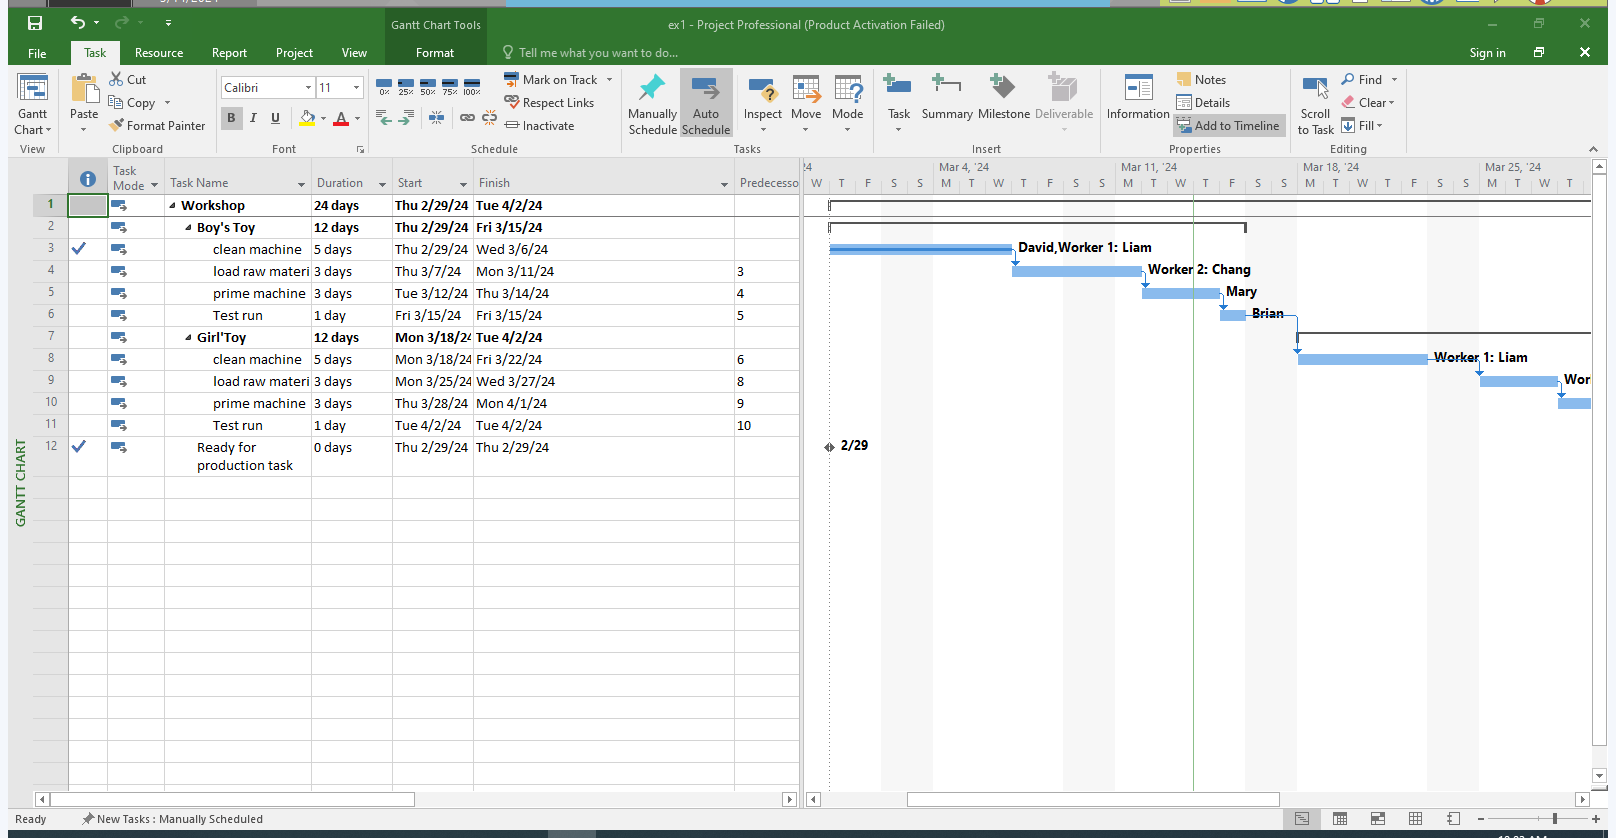 Gantt Chart Tools
ex1 - Project Professional (Product Activation Failed)
File
Task
Resource
Report
Project
View
Format
Tell me what you want to do...
Sign in
Gantt Chart
View
Paste
Cut
Copy
Format Painter
Clipboard
Calibri
11
B I U
A
Font
0% 25% 50% 75% 100%
Mark on Track
Respect Links
Inactivate
Schedule
Manually Schedule
Auto Schedule
Inspect
Move
Mode
Tasks
Task
Summary
Milestone
Deliverable
Insert
Information
Notes
Details
Add to Timeline
Properties
Scroll to Task
Find
Clear
Fill
Editing
Task Mode
Task Name
Duration
Start
Finish
Predecesso
24
Mar 4, '24
Mar 11, '24
Mar 18, '24
Mar 25, '24
W T F S S M T W T F S S M T W T F S S M T W T F S S M T W T
1 Workshop 24 days Thu 2/29/24 Tue 4/2/24
2 Boy's Toy 12 days Thu 2/29/24 Fri 3/15/24
3 clean machine 5 days Thu 2/29/24 Wed 3/6/24
David,Worker 1: Liam
4 load raw materi 3 days Thu 3/7/24 Mon 3/11/24 3
Worker 2: Chang
5 prime machine 3 days Tue 3/12/24 Thu 3/14/24 4
Mary
6 Test run 1 day Fri 3/15/24 Fri 3/15/24 5
Brian
7 Girl'Toy 12 days Mon 3/18/24 Tue 4/2/24
8 clean machine 5 days Mon 3/18/24 Fri 3/22/24 6
Worker 1: Liam
9 load raw materi 3 days Mon 3/25/24 Wed 3/27/24 8
Wor
10 prime machine 3 days Thu 3/28/24 Mon 4/1/24 9
11 Test run 1 day Tue 4/2/24 Tue 4/2/24 10
12 Ready for production task 0 days Thu 2/29/24 Thu 2/29/24
2/29
GANTT CHART
Ready
New Tasks : Manually Scheduled